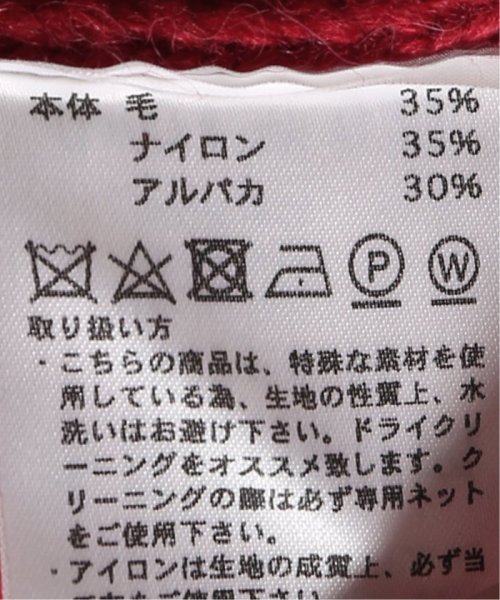 本体 毛 35%
ナイロン 35%
アルパカ 30%
P W
取り扱い方
・こちらの商品は、特殊な素材を使
用している為、生地の性質上、水
洗いはお避け下さい。ドライクリ
ーニングをオススメ致します。ク
リーニングの際は必ず専用ネット
をご使用下さい。
・アイロンは生地の成質上、必ず当